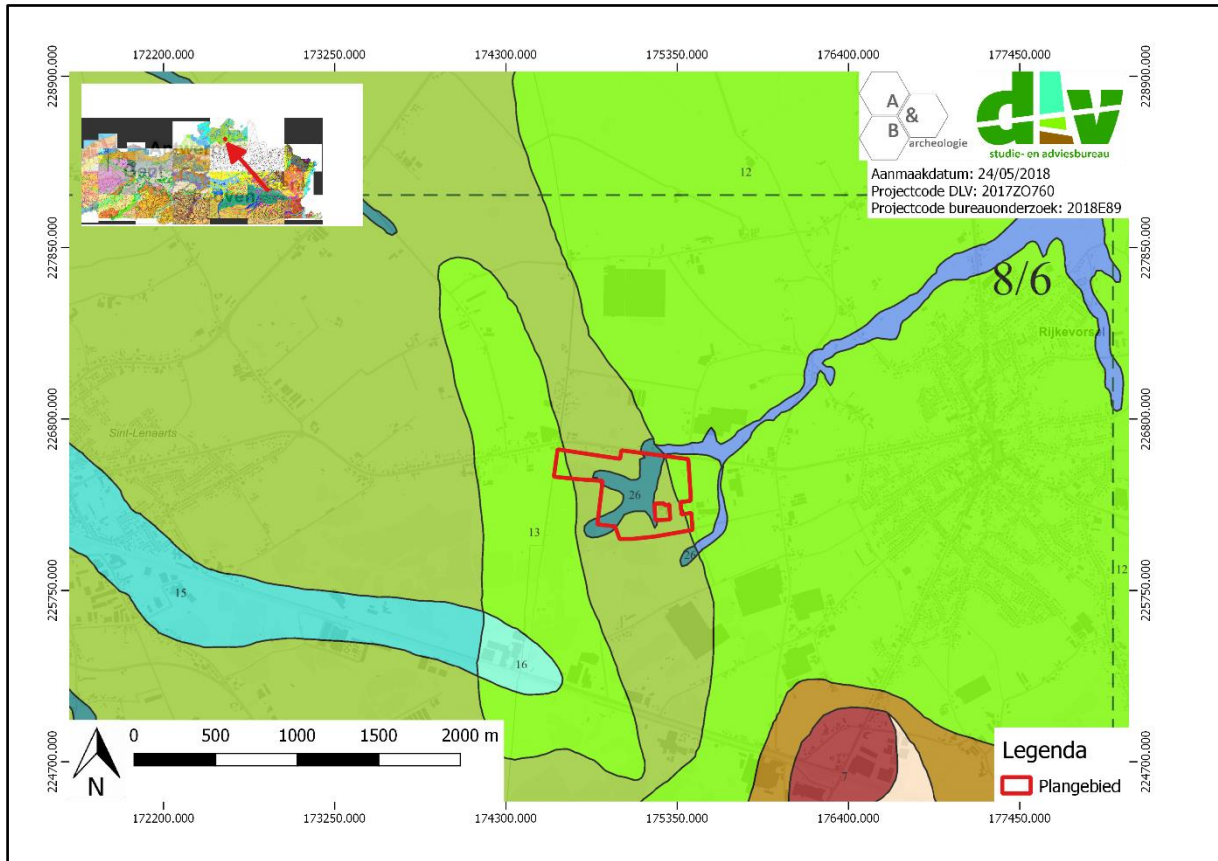 172200.000 173250.000 174300.000 175350.000 176400.000 177450.000
228900.000
228900.000
A
&
B
archeologie
dlv
studie- en adviesbureau
Aanmaakdatum: 24/05/2018
Projectcode DLV: 2017ZO760
Projectcode bureauonderzoek: 2018E89
12
227850.000
227850.000
8/6
Rijkevorsel
226800.000
226800.000
Sint-Lenaarts
26
13
26
12
225750.000
225750.000
15
16
224700.000
224700.000
7
0 500 1000 1500 2000 m
N
Legenda
Plangebied
172200.000 173250.000 174300.000 175350.000 176400.000 177450.000